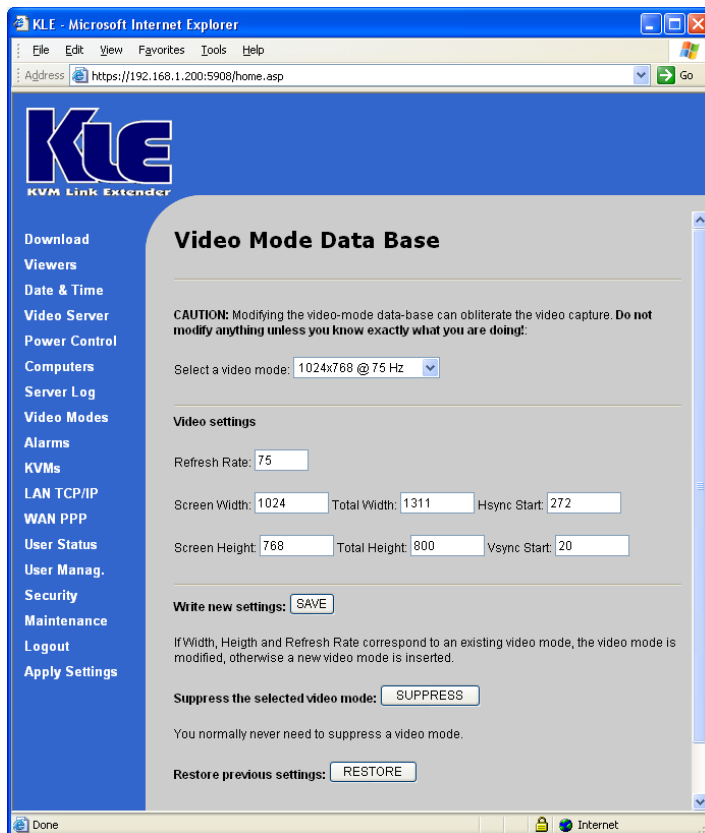 KLE - Microsoft Internet Explorer
File Edit View Favorites Tools Help
Address https://192.168.1.200:5908/home.asp Go
KLE
KVM Link Extender
Download
Viewers
Date & Time
Video Server
Power Control
Computers
Server Log
Video Modes
Alarms
KVMs
LAN TCP/IP
WAN PPP
User Status
User Manag.
Security
Maintenance
Logout
Apply Settings
Video Mode Data Base
CAUTION: Modifying the video-mode data-base can obliterate the video capture. Do not
modify anything unless you know exactly what you are doing!:
Select a video mode: 1024x768 @ 75 Hz
Video settings
Refresh Rate: 75
Screen Width: 1024 Total Width: 1311 Hsync Start: 272
Screen Height: 768 Total Height: 800 Vsync Start: 20
Write new settings: SAVE
If Width, Heigth and Refresh Rate correspond to an existing video mode, the video mode is
modified, otherwise a new video mode is inserted.
Suppress the selected video mode: SUPPRESS
You normally never need to suppress a video mode.
Restore previous settings: RESTORE
Done Internet